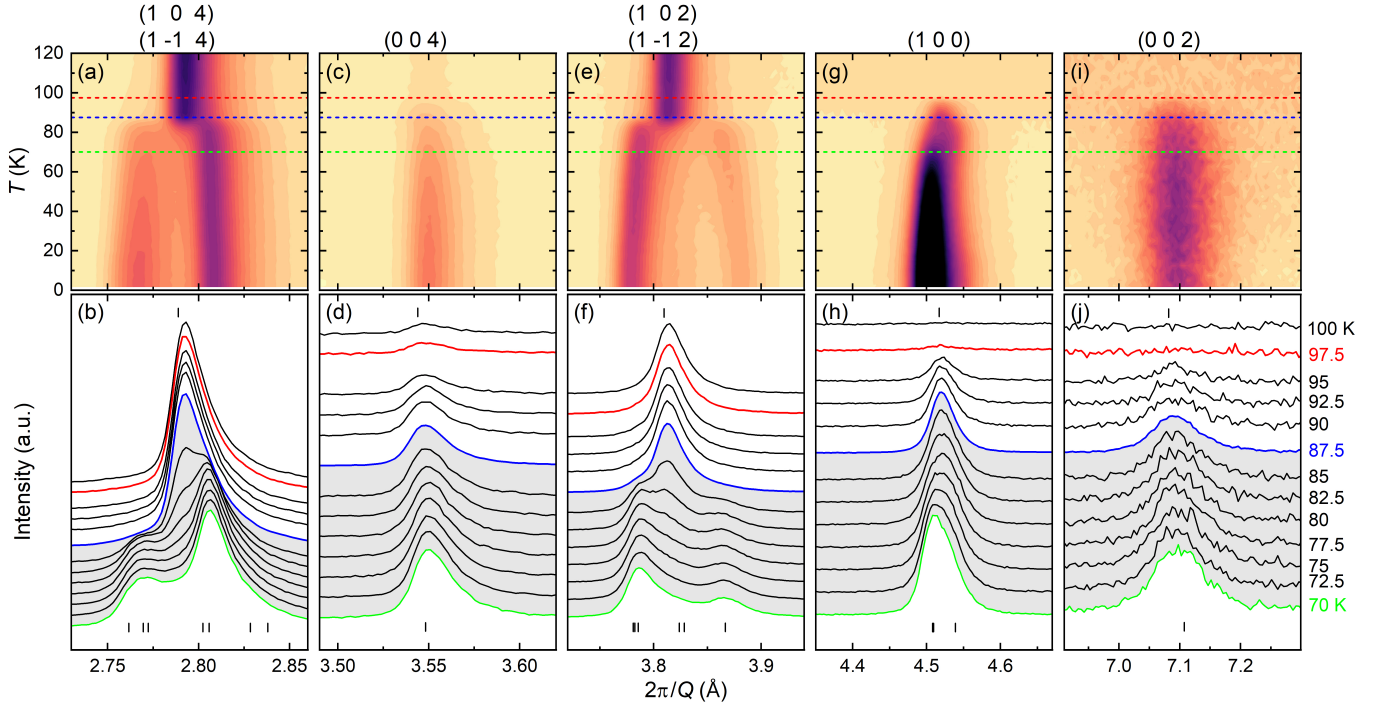 (1 0 4)
(1 -1 4)
(0 0 4)
(1 0 2)
(1 -1 2)
(1 0 0)
(0 0 2)
(a)
(c)
(e)
(g)
(i)
120
100
80
60
40
20
0
T (K)
(b)
(d)
(f)
(h)
(j)
100 K
97.5
95
92.5
90
87.5
85
82.5
80
77.5
75
72.5
70 K
Intensity (a.u.)
2.75 2.80 2.85
3.50 3.55 3.60
3.8 3.9
4.4 4.5 4.6
7.0 7.1 7.2
2π/Q (Å)